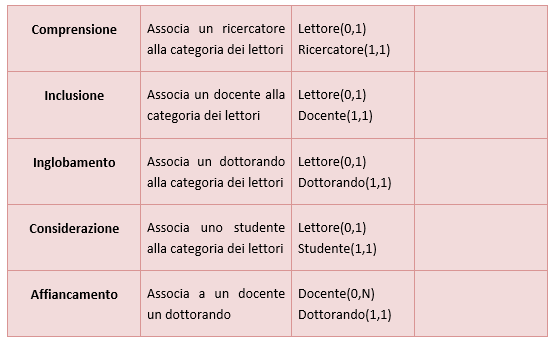 Comprensione
Associa un ricercatore
alla categoria dei lettori
Lettore(0,1)
Ricercatore(1,1)
Inclusione
Associa un docente alla
categoria dei lettori
Lettore(0,1)
Docente(1,1)
Inglobamento
Associa un dottorando
alla categoria dei lettori
Lettore(0,1)
Dottorando(1,1)
Considerazione
Associa uno studente
alla categoria dei lettori
Lettore(0,1)
Studente(1,1)
Affiancamento
Associa a un docente
un dottorando
Docente(0,N)
Dottorando(1,1)